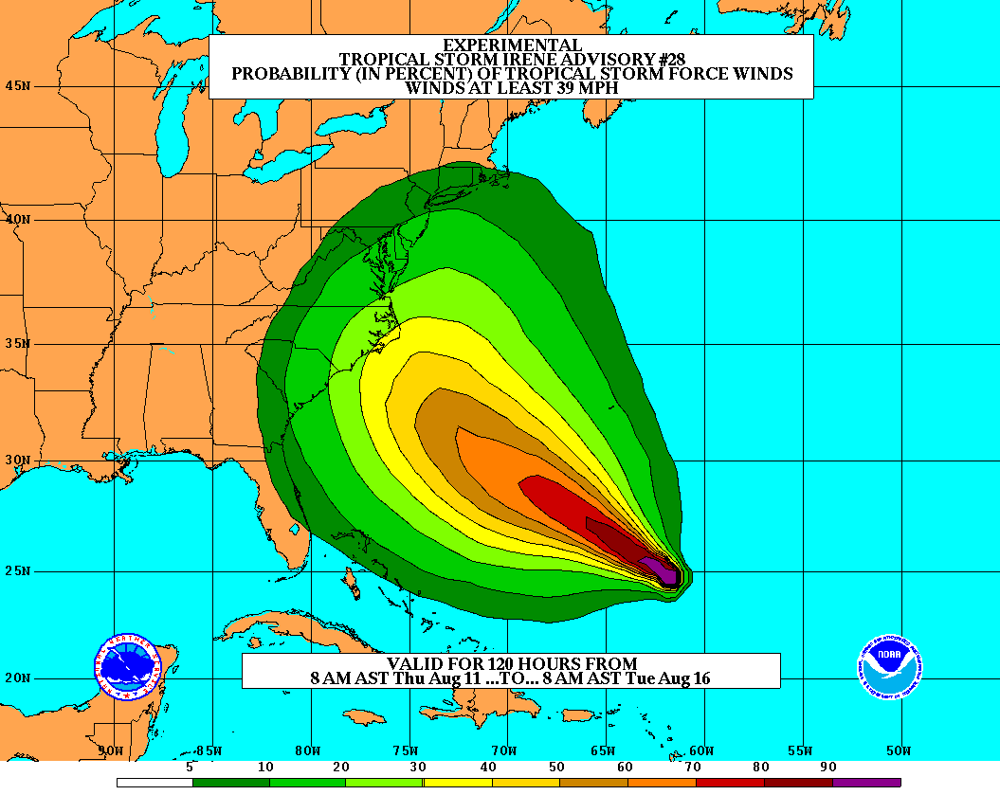 EXPERIMENTAL
TROPICAL STORM IRENE ADVISORY #28
PROBABILITY (IN PERCENT) OF TROPICAL STORM FORCE WINDS
WINDS AT LEAST 39 MPH
45N
40N
35N
30N
25N
20N
NOAA
VALID FOR 120 HOURS FROM
8 AM AST Thu Aug 11 ...TO... 8 AM AST Tue Aug 16
90W 85W 80W 75W 70W 65W 60W 55W 50W
5 10 20 30 40 50 60 70 80 90